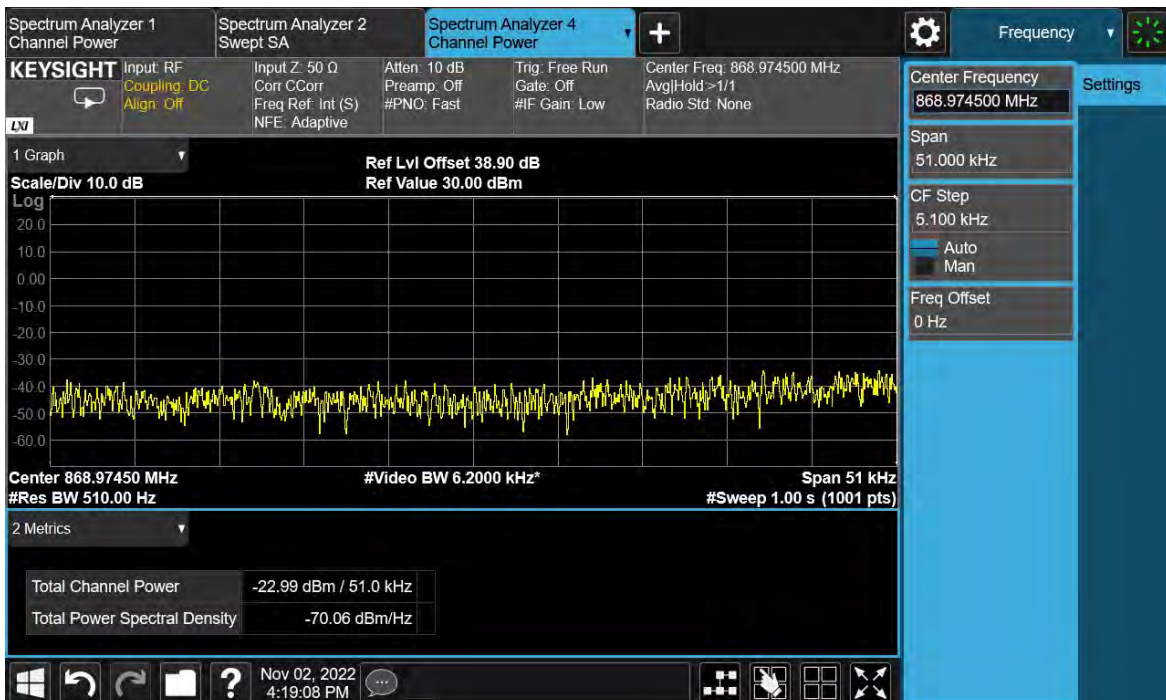 Spectrum Analyzer 1
Channel Power
Spectrum Analyzer 2
Swept SA
Spectrum Analyzer 4
Channel Power
Frequency
KEYSIGHT
LXI
Input: RF
Coupling: DC
Align: Off
Input Z: 50 Ω
Corr CCorr
Freq Ref: Int (S)
NFE: Adaptive
Atten: 10 dB
Preamp: Off
#PNO: Fast
Trig: Free Run
Gate: Off
#IF Gain: Low
Center Freq: 868.974500 MHz
Avg|Hold:>1/1
Radio Std: None
Center Frequency
868.974500 MHz
Settings
Span
51.000 kHz
CF Step
5.100 kHz
Auto
Man
Freq Offset
0 Hz
1 Graph
Scale/Div 10.0 dB
Ref Lvl Offset 38.90 dB
Ref Value 30.00 dBm
Log
20.0
10.0
0.00
-10.0
-20.0
-30.0
-40.0
-50.0
-60.0
Center 868.97450 MHz
#Video BW 6.2000 kHz*
Span 51 kHz
#Res BW 510.00 Hz
#Sweep 1.00 s (1001 pts)
2 Metrics
Total Channel Power -22.99 dBm / 51.0 kHz
Total Power Spectral Density -70.06 dBm/Hz
?
Nov 02, 2022
4:19:08 PM